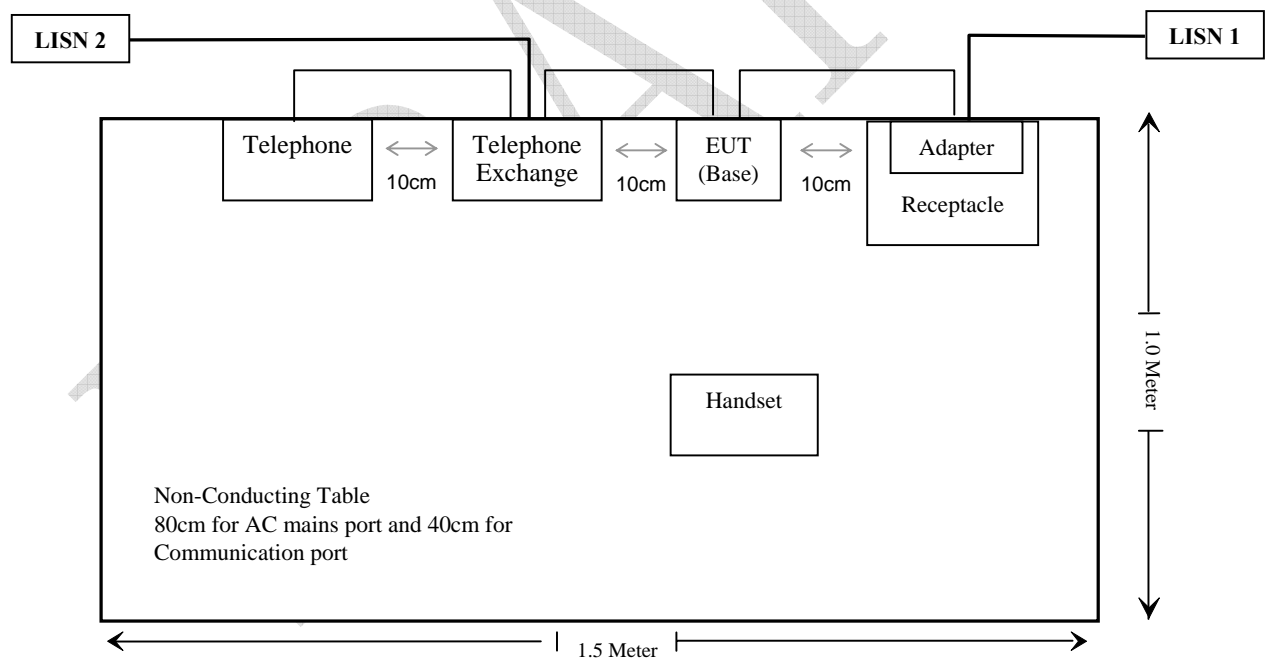 LISN 2
LISN 1
Telephone
Telephone
Exchange
EUT
(Base)
Adapter
Receptacle
10cm
10cm
10cm
Handset
Non-Conducting Table
80cm for AC mains port and 40cm for
Communication port
1.0 Meter
1.5 Meter